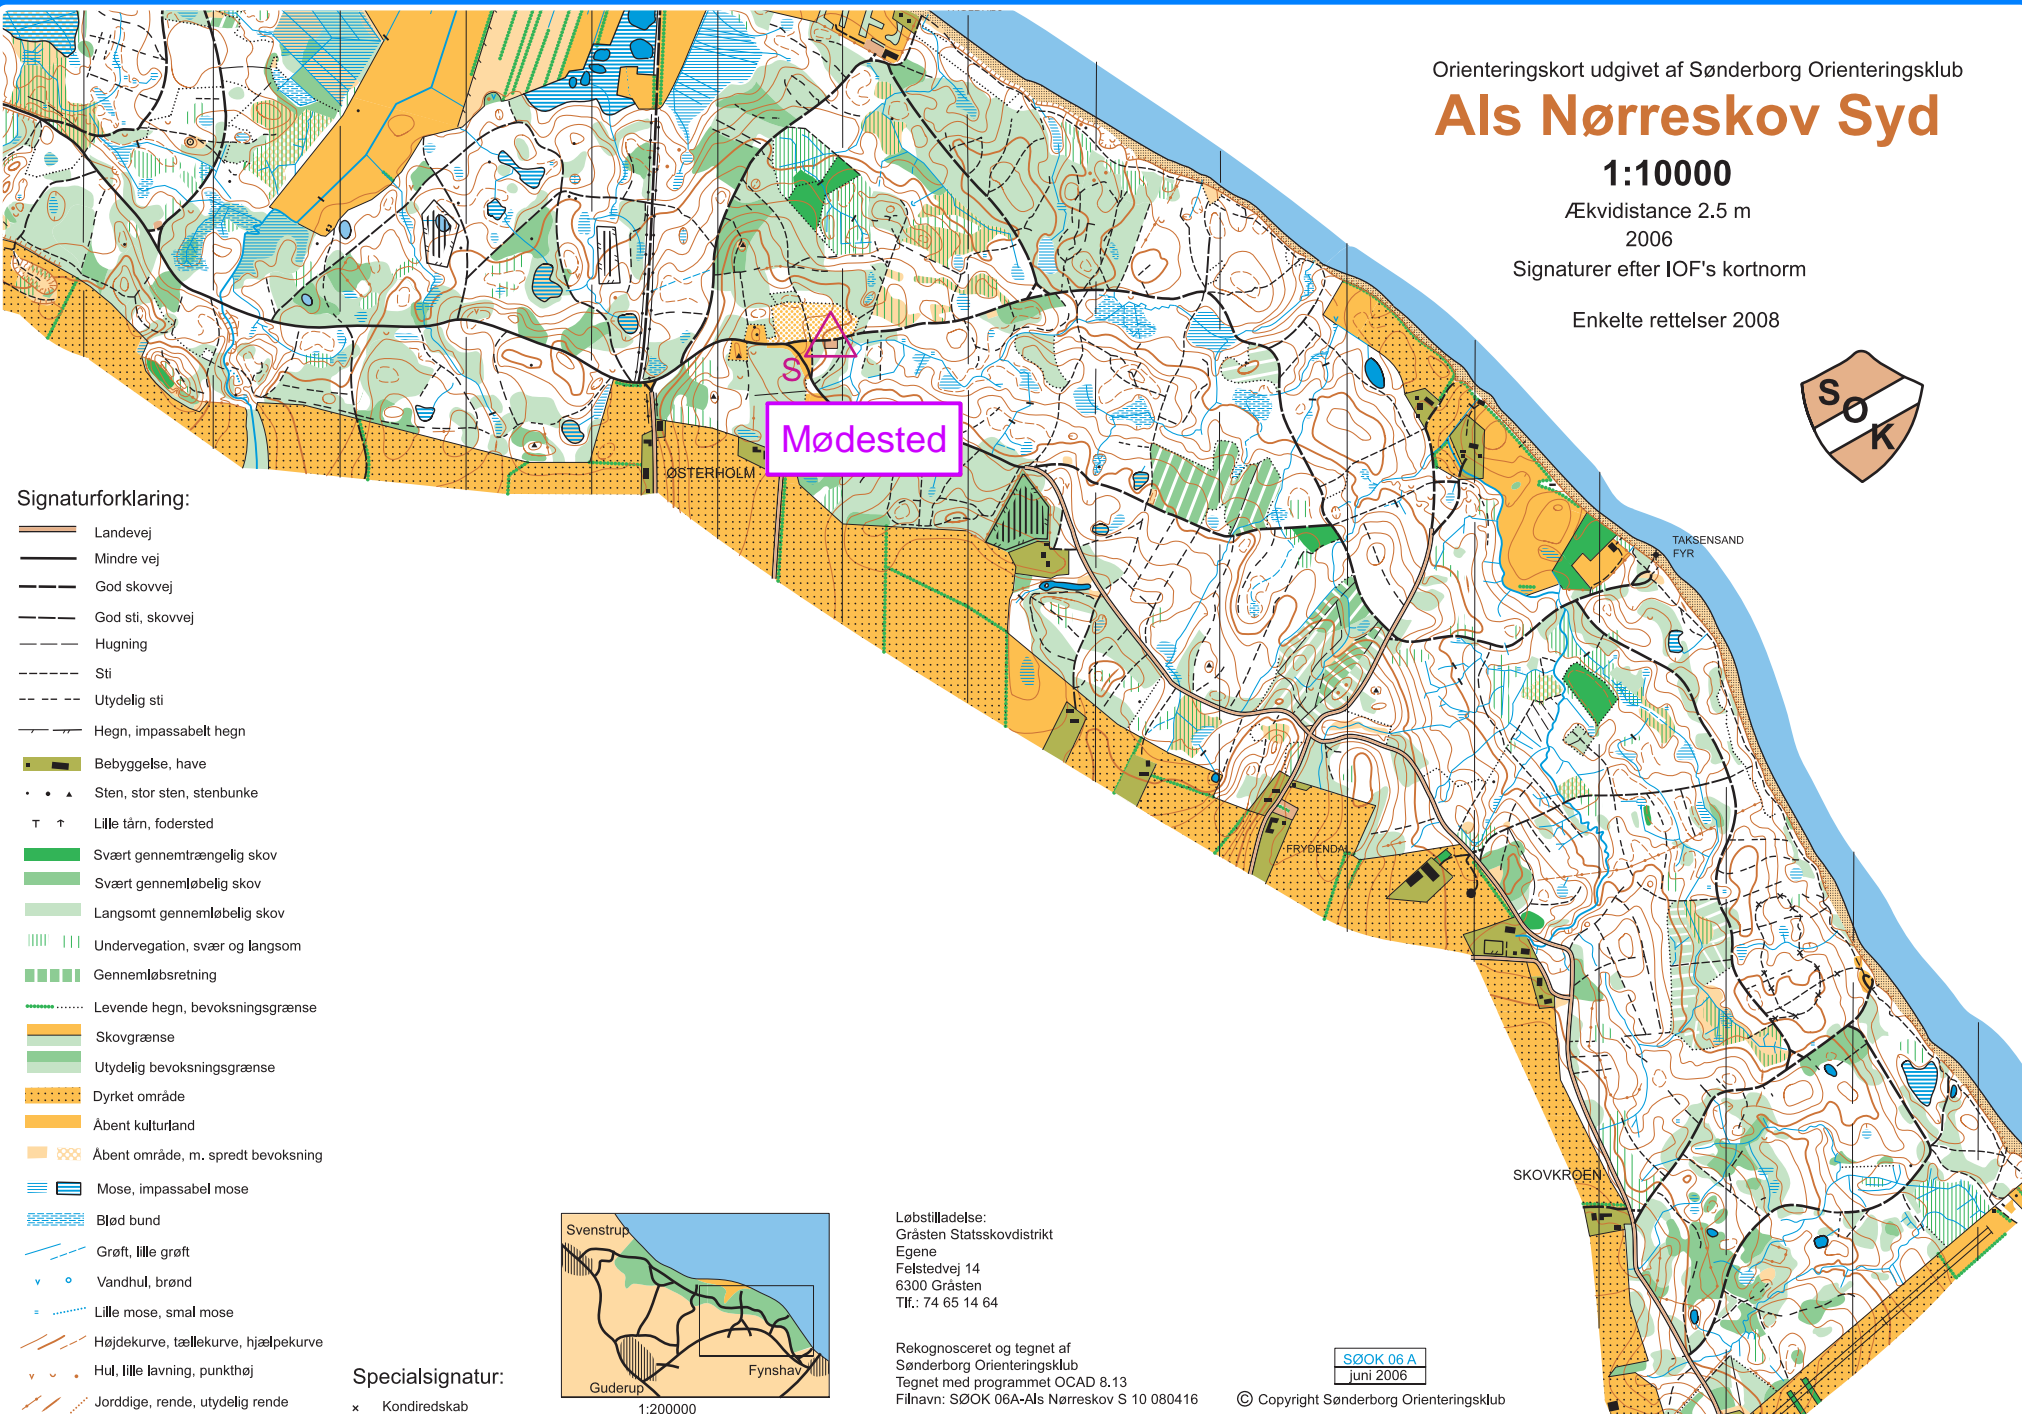 Orienteringskort udgivet af Sønderborg Orienteringsklub
Als Nørreskov Syd
1:10000
Ækvidistance 2.5 m
2006
Signaturer efter IOF's kortnorm
Enkelte rettelser 2008
S
O
K
S
Mødested
ØSTERHOLM
TAKSENSAND
FYR
FRYDENDAL
SKOVKROEN
Signaturforklaring:
Landevej
Mindre vej
God skovvej
God sti, skovvej
Hugning
Sti
Utydelig sti
Hegn, impassabelt hegn
Bebyggelse, have
Sten, stor sten, stenbunke
Lille tårn, fodersted
Svært gennemtrængelig skov
Svært gennemløbelig skov
Langsomt gennemløbelig skov
Undervegation, svær og langsom
Gennemløbsretning
Levende hegn, bevoksningsgrænse
Skovgrænse
Utydelig bevoksningsgrænse
Dyrket område
Åbent kulturland
Åbent område, m. spredt bevoksning
Mose, impassabel mose
Blød bund
Grøft, lille grøft
Vandhul, brønd
Lille mose, smal mose
Højdekurve, tællekurve, hjælpekurve
Hul, lille lavning, punkthøj
Jorddige, rende, utydelig rende
Specialsignatur:
Kondiredskab
Svenstrup
Fynshav
Guderup
1:200000
Løbstilladelse:
Gråsten Statsskovdistrikt
Egene
Felstedvej 14
6300 Gråsten
Tlf.: 74 65 14 64
Rekognosceret og tegnet af
Sønderborg Orienteringsklub
Tegnet med programmet OCAD 8.13
Filnavn: SØOK 06A-Als Nørreskov S 10 080416
SØOK 06 A
juni 2006
© Copyright Sønderborg Orienteringsklub